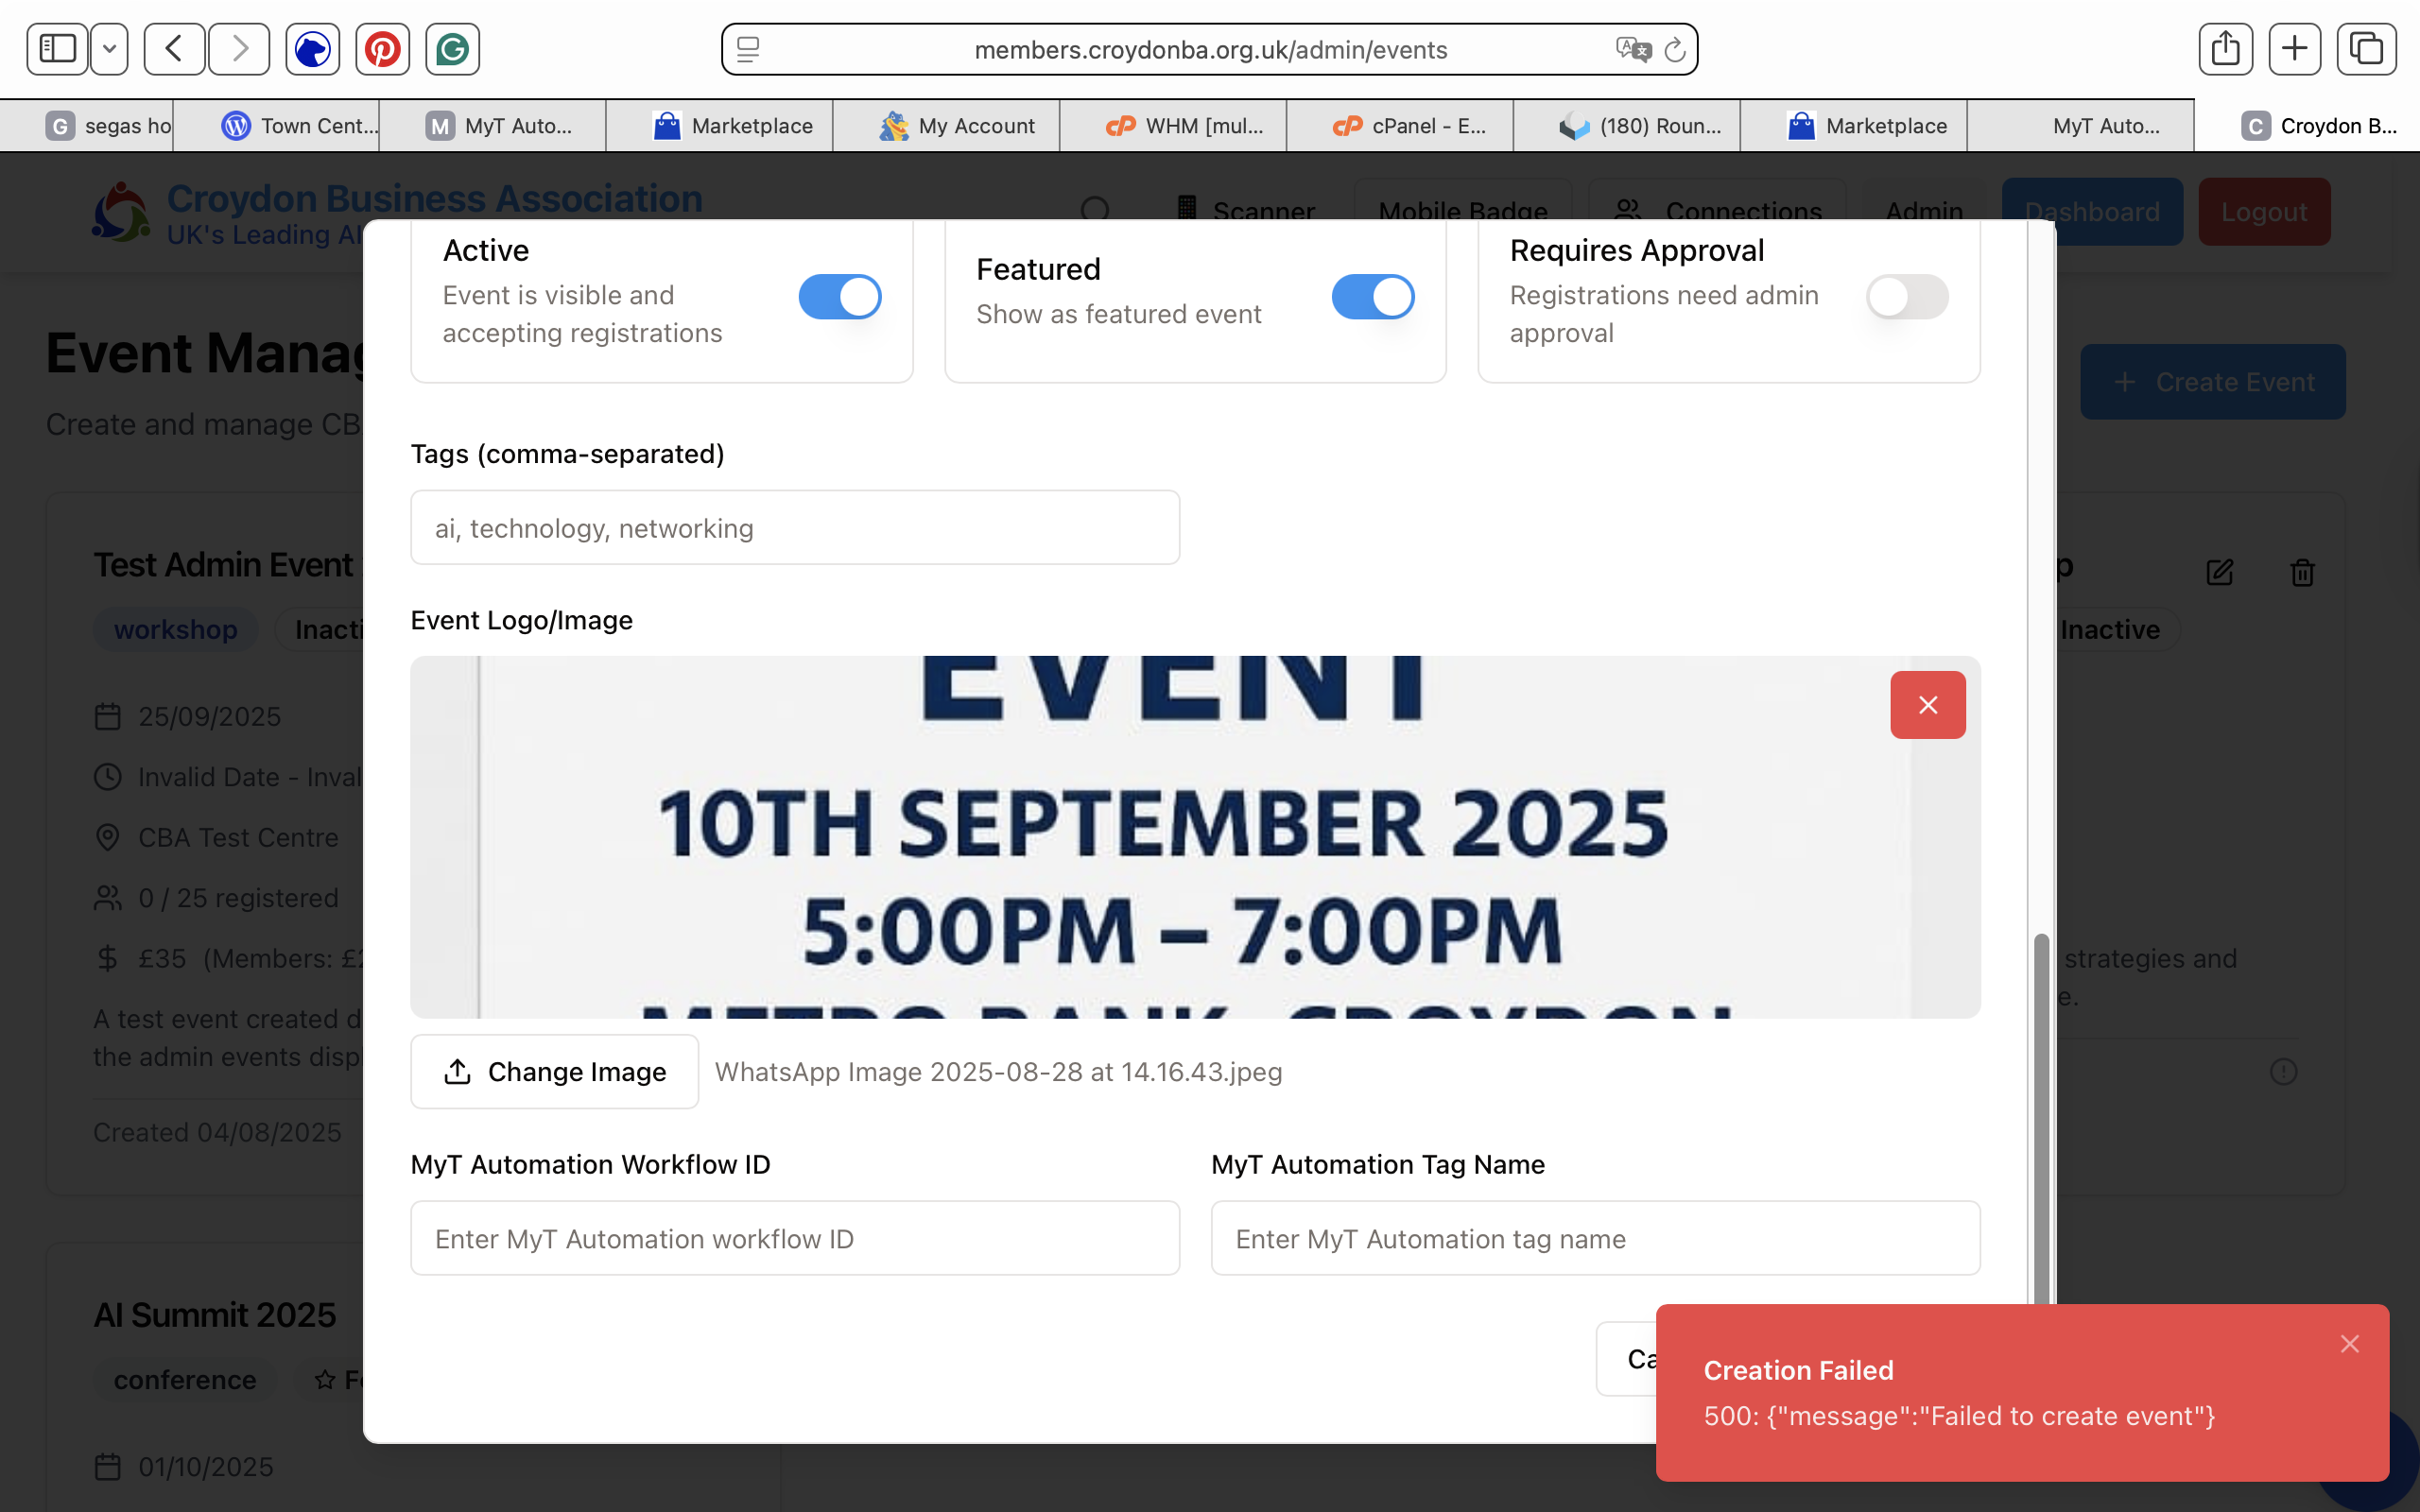 members.croydonba.org.uk/admin/events
G segas ho
Town Cent...
M MyT Auto...
Marketplace
My Account
WHM [mul...
cPanel - E...
(180) Roun...
Marketplace
MyT Auto...
C Croydon B...
Croydon Business Association
UK's Leading AI
Scanner
Mobile Badge
Connections
Admin
Dashboard
Logout
Event Manag
Create and manage CB
Create Event
Active
Event is visible and
accepting registrations
Featured
Show as featured event
Requires Approval
Registrations need admin
approval
Tags (comma-separated)
ai, technology, networking
Event Logo/Image
EVENT
10TH SEPTEMBER 2025
5:00PM – 7:00PM
METRO BANK, CROYDON
Change Image
WhatsApp Image 2025-08-28 at 14.16.43.jpeg
MyT Automation Workflow ID
Enter MyT Automation workflow ID
MyT Automation Tag Name
Enter MyT Automation tag name
Ca
Creation Failed
500: {"message":"Failed to create event"}
Test Admin Event
workshop
Inacti
25/09/2025
Invalid Date - Inval
CBA Test Centre
0 / 25 registered
£35 (Members: £2
A test event created d
the admin events disp
Created 04/08/2025
p
Inactive
strategies and
e.
AI Summit 2025
conference
Fe
01/10/2025